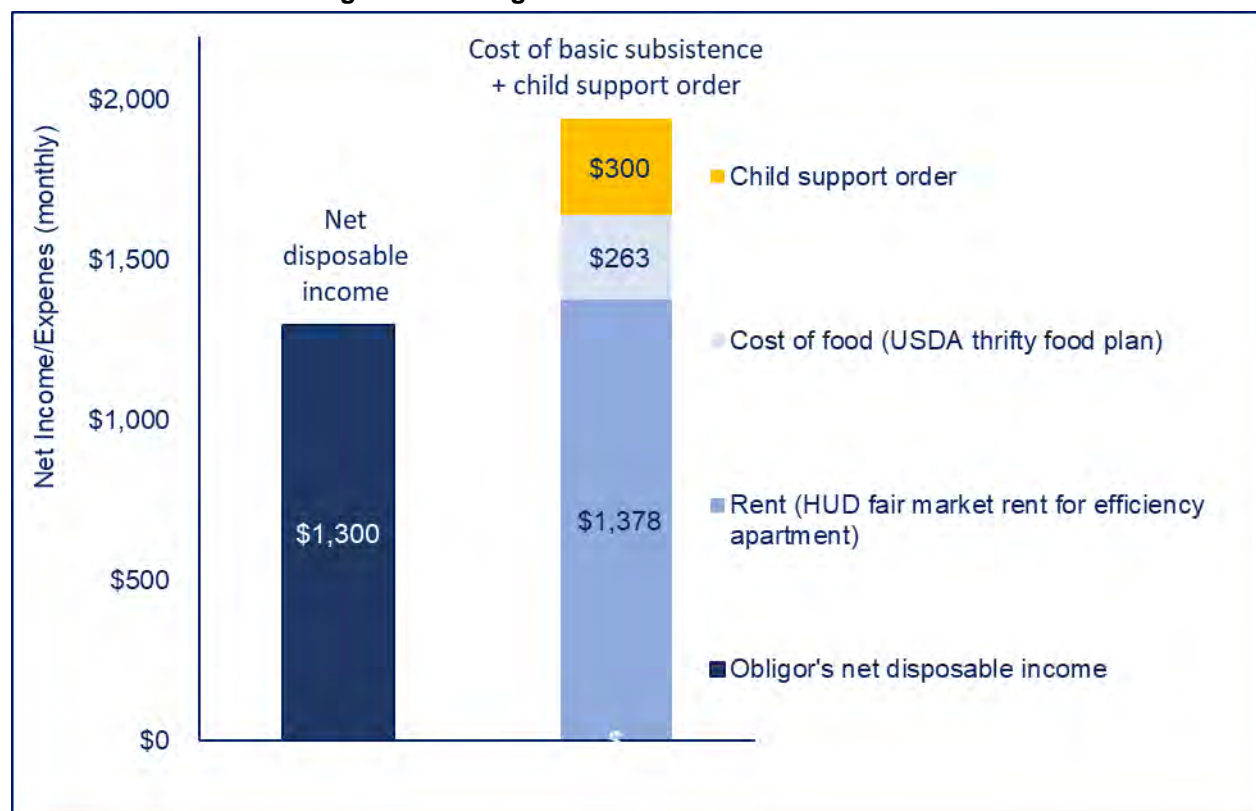 Cost of basic subsistence
+ child support order
$2,000
$300
Child support order
Net
disposable
income
$1,500
$263
Cost of food (USDA thrifty food plan)
$1,000
Net Income/Expenes (monthly)
$1,300
$1,378
Rent (HUD fair market rent for efficiency
apartment)
$500
Obligor's net disposable income
$0
$